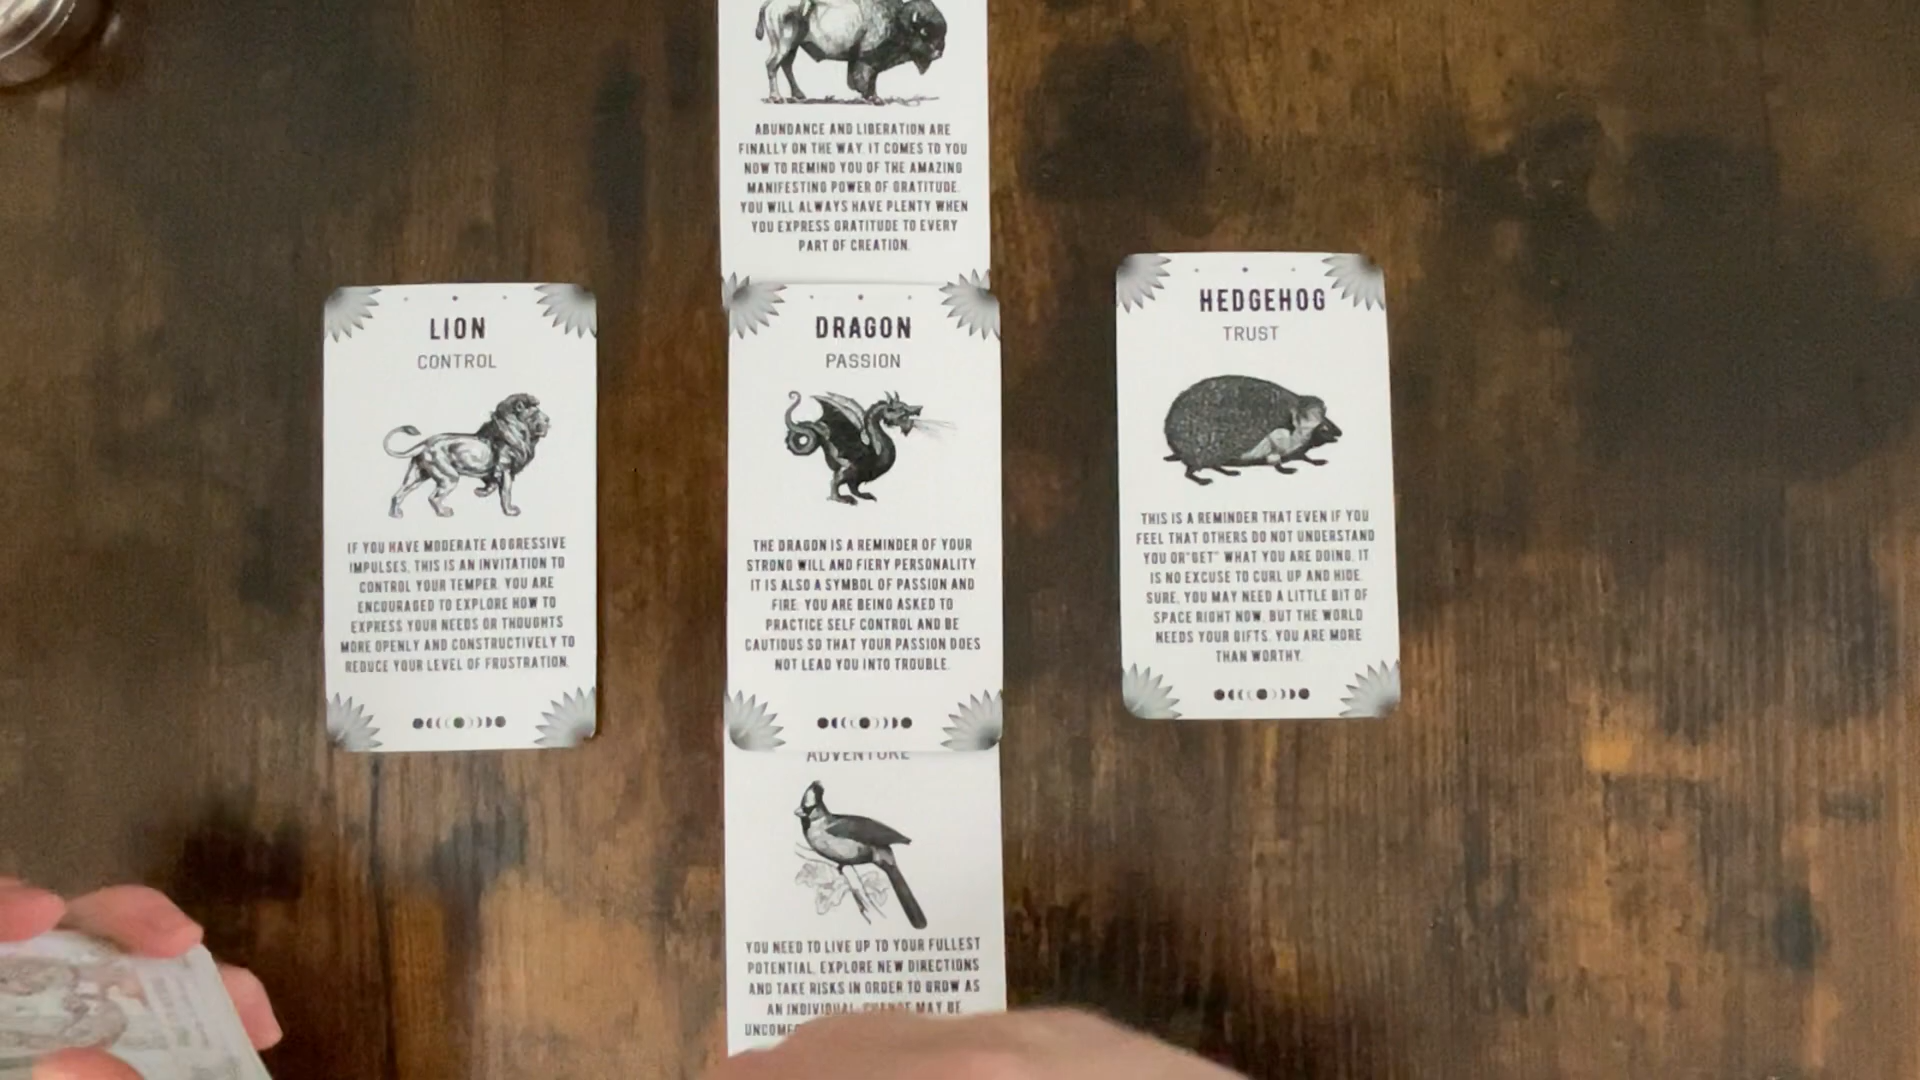 ABUNDANCE AND LIBERATION ARE
FINALLY ON THE WAY. IT COMES TO YOU
NOW TO REMIND YOU OF THE AMAZING
MANIFESTING POWER OF GRATITUDE.
YOU WILL ALWAYS HAVE PLENTY WHEN
YOU EXPRESS GRATITUDE TO EVERY
PART OF CREATION.
LION
CONTROL
IF YOU HAVE MODERATE AGGRESSIVE
IMPULSES, THIS IS AN INVITATION TO
CONTROL YOUR TEMPER. YOU ARE
ENCOURAGED TO EXPLORE HOW TO
EXPRESS YOUR NEEDS OR THOUGHTS
MORE OPENLY AND CONSTRUCTIVELY TO
REDUCE YOUR LEVEL OF FRUSTRATION.
DRAGON
PASSION
THE DRAGON IS A REMINDER OF YOUR
STRONG WILL AND FIERY PERSONALITY.
IT IS ALSO A SYMBOL OF PASSION AND
FIRE. YOU ARE BEING ASKED TO
PRACTICE SELF CONTROL AND BE
CAUTIOUS SO THAT YOUR PASSION DOES
NOT LEAD YOU INTO TROUBLE.
HEDGEHOG
TRUST
THIS IS A REMINDER THAT EVEN IF YOU
FEEL THAT OTHERS DO NOT UNDERSTAND
YOU OR "GET" WHAT YOU ARE DOING, IT
IS NO EXCUSE TO CURL UP AND HIDE.
SURE, YOU MAY NEED A LITTLE BIT OF
SPACE RIGHT NOW, BUT THE WORLD
NEEDS YOUR GIFTS. YOU ARE MORE
THAN WORTHY.
ADVENTURE
YOU NEED TO LIVE UP TO YOUR FULLEST
POTENTIAL. EXPLORE NEW DIRECTIONS
AND TAKE RISKS IN ORDER TO GROW AS
AN INDIVIDUAL. CHANGE MAY BE